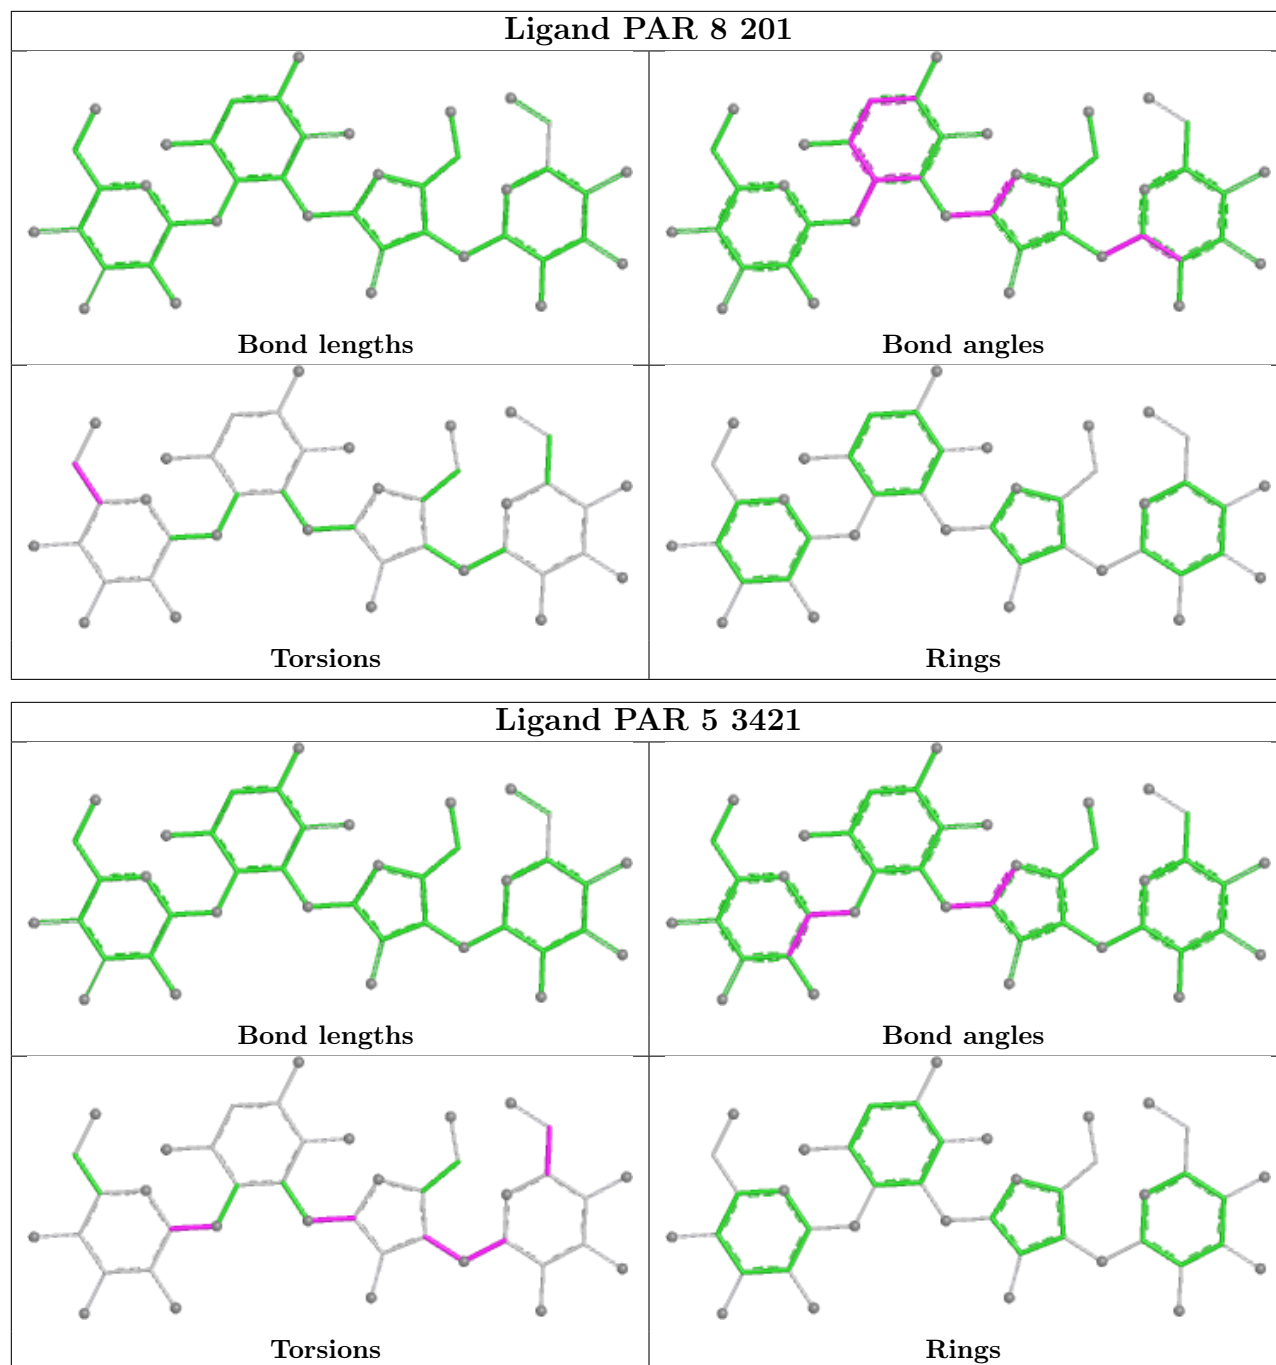 Ligand PAR 8 201
Bond lengths
Bond angles
Torsions
Rings
Ligand PAR 5 3421
Bond lengths
Bond angles
Torsions
Rings